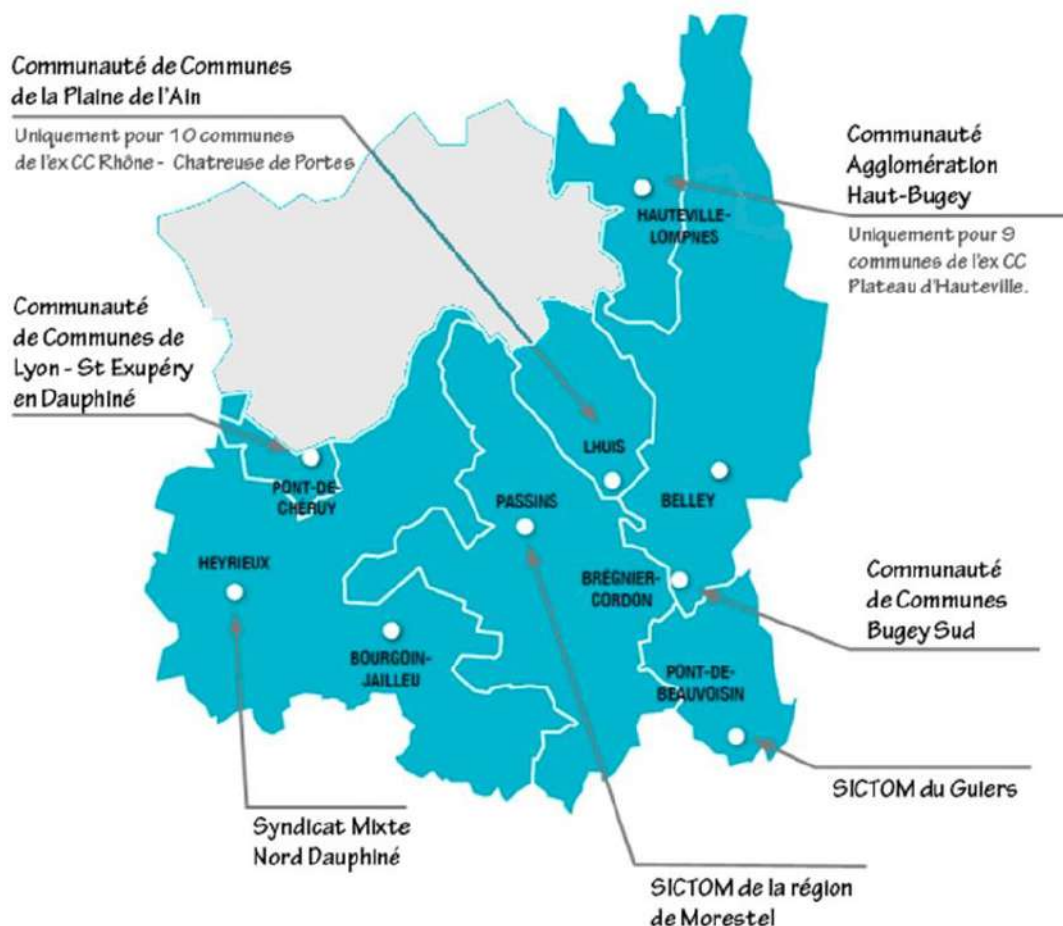 Communauté de Communes
de la Plaine de l'Ain
Uniquement pour 10 communes
de l'ex CC Rhône - Chatreuse de Portes
Communauté
Agglomération
Haut-Bugey
Uniquement pour 9
communes de l'ex CC
Plateau d'Hauteville.
HAUTEVILLE-
LOMPNES
Communauté
de Communes de
Lyon - St Exupéry
en Dauphiné
PONT-DE-
CHERUY
LHUIS
BELLEY
PASSINS
HEYRIEUX
BRÉGNIER-
CORDON
Communauté
de Communes
Bugey Sud
BOURGOIN-
JAILLEU
PONT-DE-
BEAUVOISIN
SICTOM du Guiers
Syndicat Mixte
Nord Dauphiné
SICTOM de la région
de Morestel